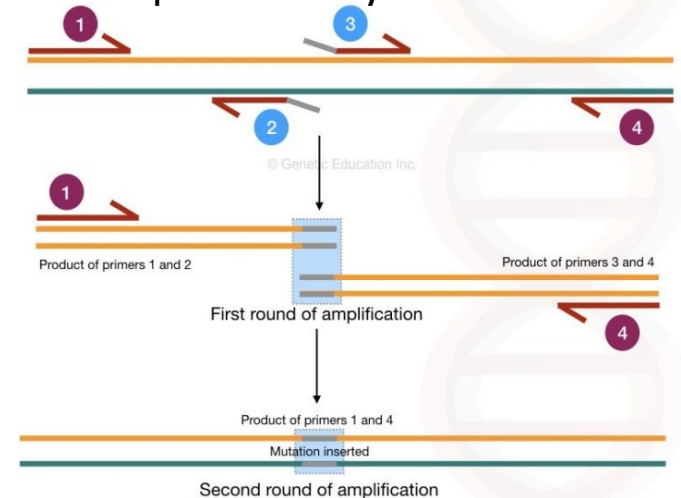 1
3
2
4
© Genetic Education Inc.
1
Product of primers 1 and 2
Product of primers 3 and 4
First round of amplification
4
Product of primers 1 and 4
Mutation inserted
Second round of amplification